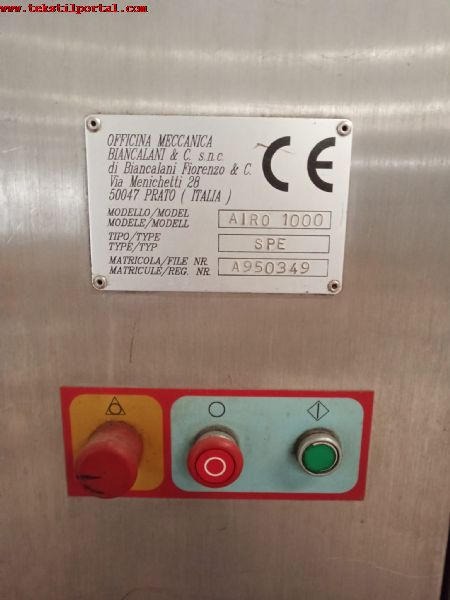 www.tekstilportal.com
OFFICINA MECCANICA
BIANCALANI & C. s.n.c.
di Biancalani Fiorenzo & C.
Via Menichetti 28
50047 PRATO ( ITALIA )
CE
MODELLO/MODEL
MODELE/MODELL
AIRO 1000
TIPO/TYPE
TYPE/TYP
SPE
MATRICOLA/FILE NR.
MATRICULE/REG. NR.
A950349